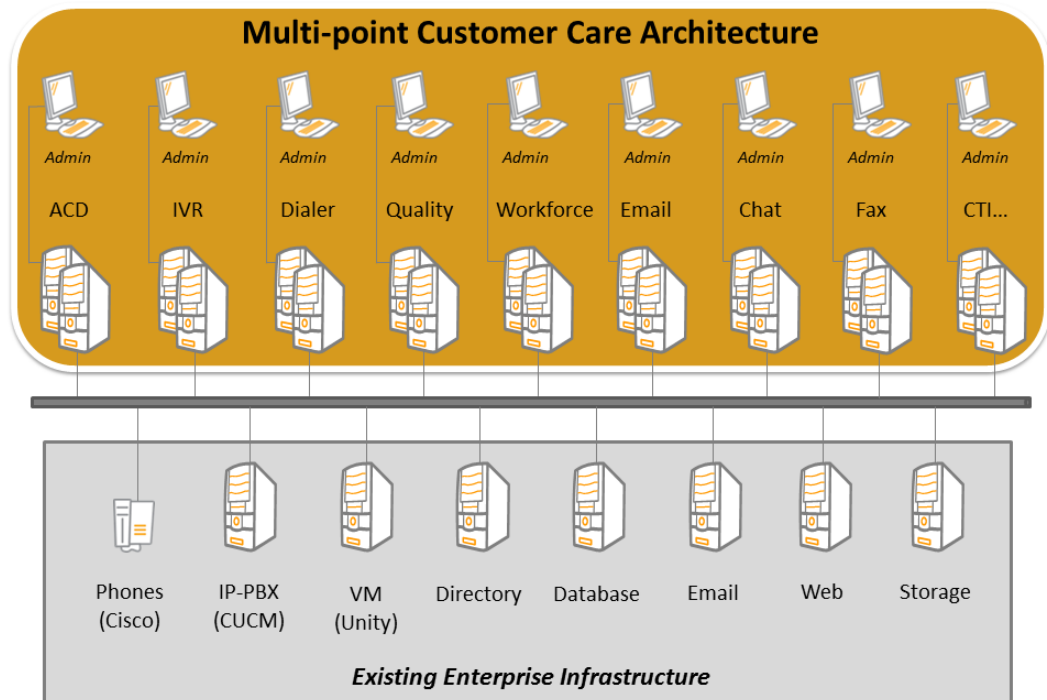 Multi-point Customer Care Architecture
Admin Admin Admin Admin Admin Admin Admin Admin Admin
ACD IVR Dialer Quality Workforce Email Chat Fax CTI...
Phones IP-PBX VM Directory Database Email Web Storage
(Cisco) (CUCM) (Unity)
Existing Enterprise Infrastructure